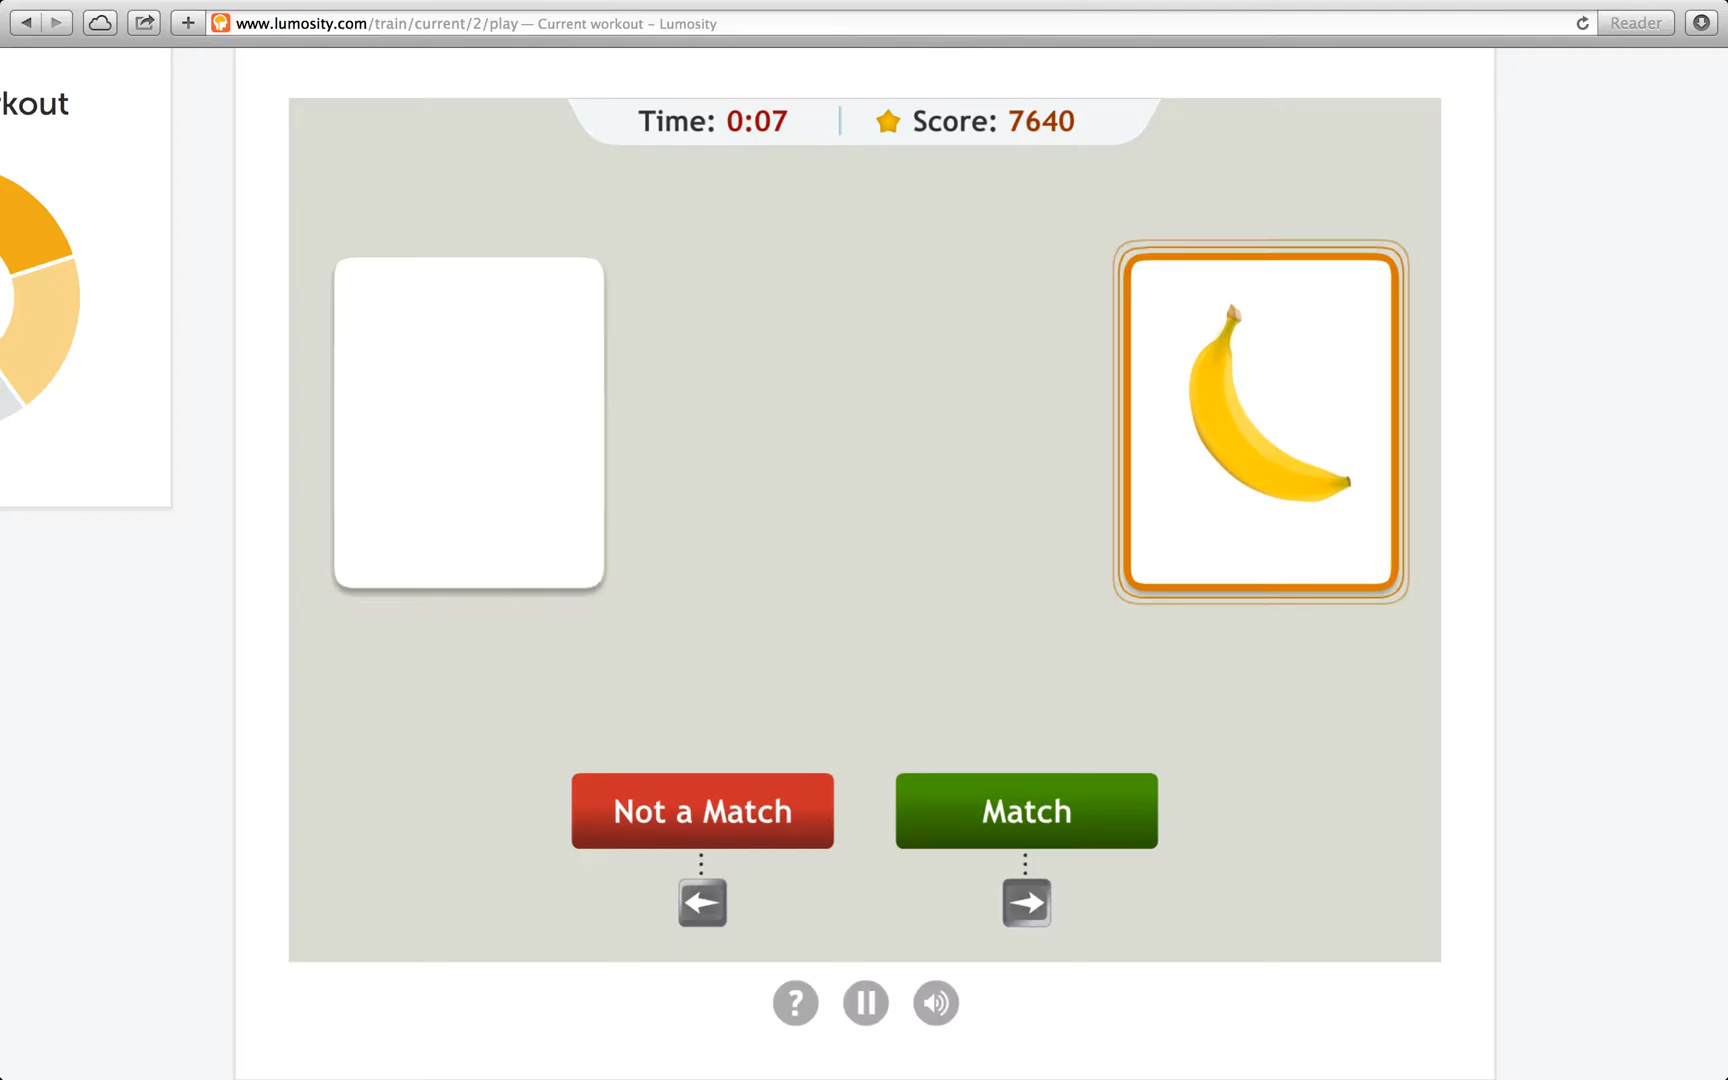 www.lumosity.com/train/current/2/play — Current workout – Lumosity
Reader
rkout
Time: 0:07
Score: 7640
Not a Match
Match
?